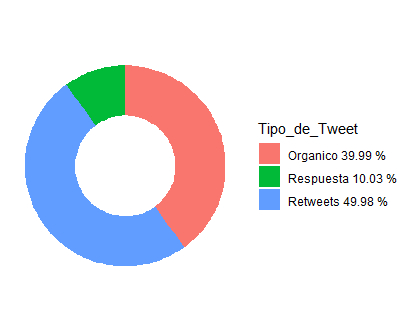 Tipo_de_Tweet
Organico 39.99 %
Respuesta 10.03 %
Retweets 49.98 %